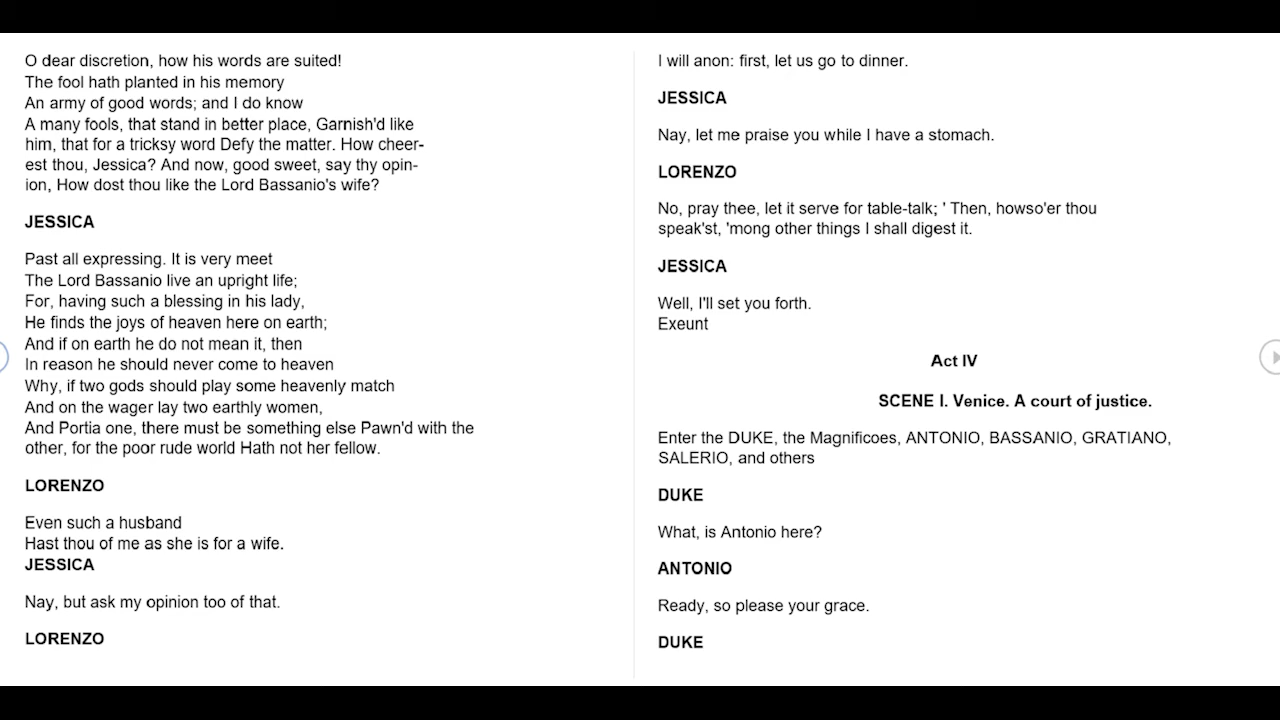 O dear discretion, how his words are suited!
The fool hath planted in his memory
An army of good words; and I do know
A many fools, that stand in better place, Garnish'd like
him, that for a tricksy word Defy the matter. How cheer-
est thou, Jessica? And now, good sweet, say thy opin-
ion, How dost thou like the Lord Bassanio's wife?
JESSICA
Past all expressing. It is very meet
The Lord Bassanio live an upright life;
For, having such a blessing in his lady,
He finds the joys of heaven here on earth;
And if on earth he do not mean it, then
In reason he should never come to heaven
Why, if two gods should play some heavenly match
And on the wager lay two earthly women,
And Portia one, there must be something else Pawn'd with the
other, for the poor rude world Hath not her fellow.
LORENZO
Even such a husband
Hast thou of me as she is for a wife.
JESSICA
Nay, but ask my opinion too of that.
LORENZO
I will anon: first, let us go to dinner.
JESSICA
Nay, let me praise you while I have a stomach.
LORENZO
No, pray thee, let it serve for table-talk; ' Then, howso'er thou
speak'st, 'mong other things I shall digest it.
JESSICA
Well, I'll set you forth.
Exeunt
Act IV
SCENE I. Venice. A court of justice.
Enter the DUKE, the Magnificoes, ANTONIO, BASSANIO, GRATIANO,
SALERIO, and others
DUKE
What, is Antonio here?
ANTONIO
Ready, so please your grace.
DUKE